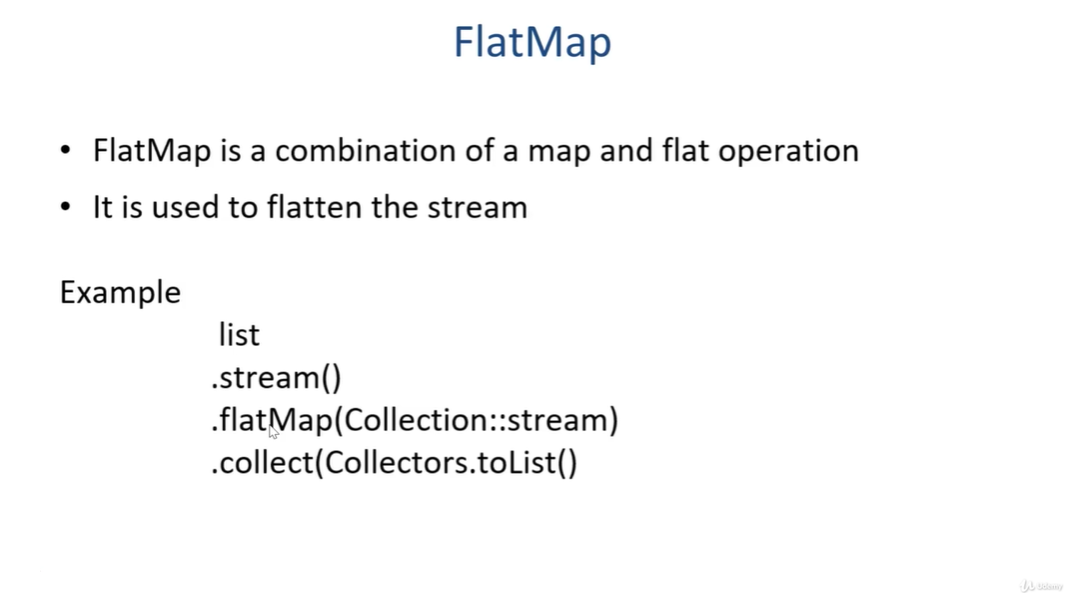 FlatMap
• FlatMap is a combination of a map and flat operation
• It is used to flatten the stream
Example
list
.stream()
.flatMap(Collection::stream)
.collect(Collectors.toList()
Udemy